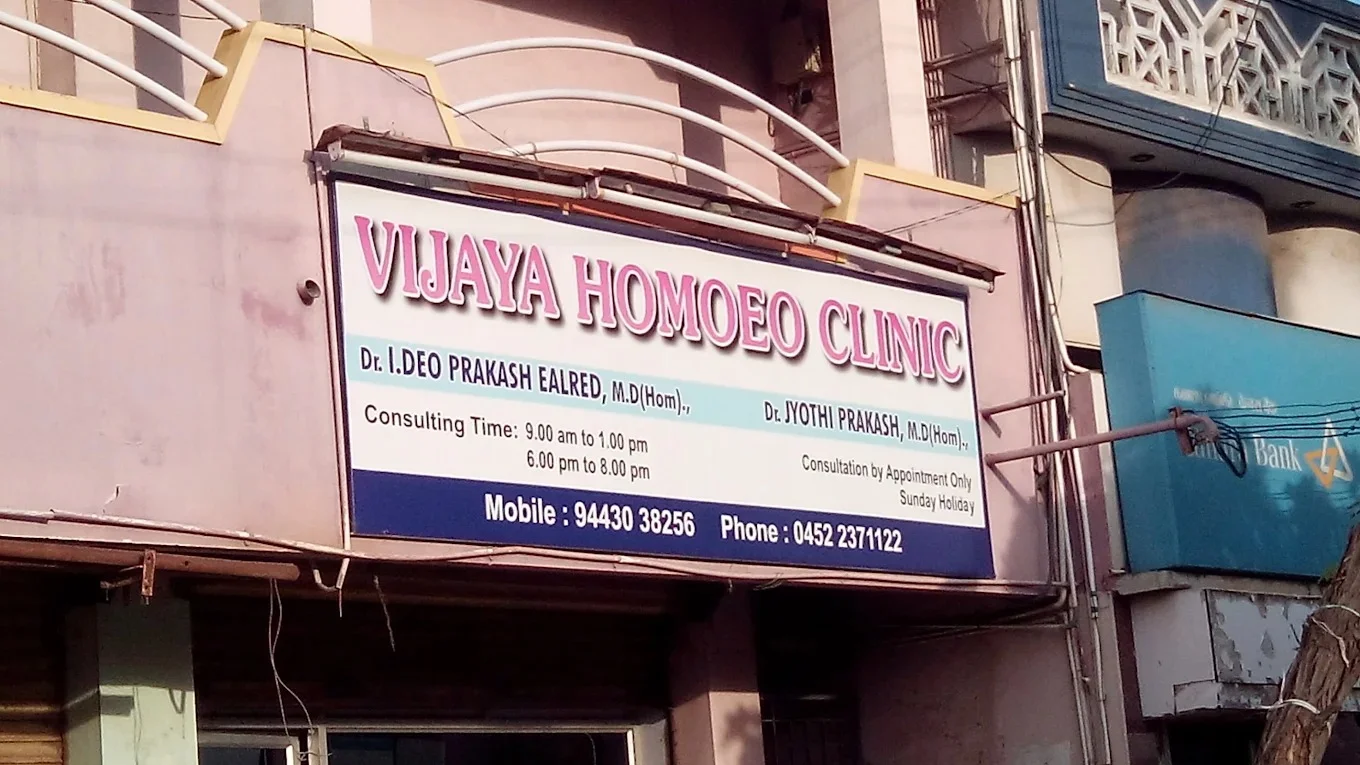 VIJAYA HOMOEO CLINIC
Dr. I.DEO PRAKASH EALRED, M.D(Hom).,
Consulting Time: 9.00 am to 1.00 pm
6.00 pm to 8.00 pm
Dr. JYOTHI PRAKASH, M.D(Hom).,
Consultation by Appointment Only
Sunday Holiday
Mobile : 94430 38256 Phone : 0452 2371122
Bank